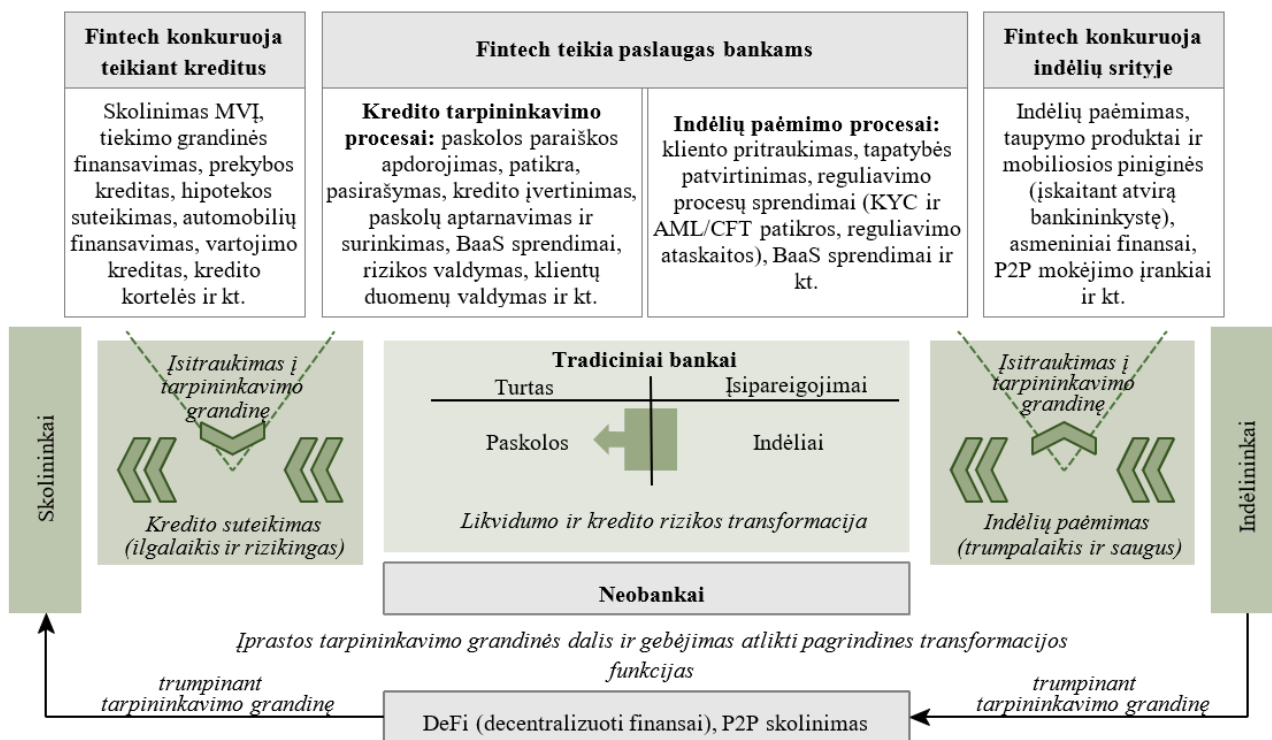 Fintech konkuruoja
teikiant kreditus
Skolinimas MVĮ,
tiekimo grandinės
finansavimas, prekybos
kreditas, hipotekos
suteikimas, automobilių
finansavimas, vartojimo
kreditas, kredito
kortelės ir kt.
Fintech teikia paslaugas bankams
Kredito tarpininkavimo
procesai: paskolos paraiškos
apdorojimas, patikra,
pasirašymas, kredito įvertinimas,
paskolų aptarnavimas ir
surinkimas, BaaS sprendimai,
rizikos valdymas, klientų
duomenų valdymas ir kt.
Indėlių paėmimo procesai:
kliento pritraukimas, tapatybės
patvirtinimas, reguliavimo
procesų sprendimai (KYC ir
AML/CFT patikros, reguliavimo
ataskaitos), BaaS sprendimai ir
kt.
Fintech konkuruoja
indėlių srityje
Indėlių paėmimas,
taupymo produktai ir
mobiliosios piniginės
(įskaitant atvirą
bankininkystę),
asmeniniai finansai,
P2P mokėjimo įrankiai
ir kt.
Skolininkai
Įsitraukimas į
tarpininkavimo
grandinę
Kredito suteikimas
(ilgalaikis ir rizikingas)
Tradiciniai bankai
Turtas
Įsipareigojimai
Paskolos
Indėliai
Likvidumo ir kredito rizikos transformacija
Įsitraukimas į
tarpininkavimo
grandinę
Indėlių paėmimas
(trumpalaikis ir saugus)
Indėlininkai
Neobankai
Įprastos tarpininkavimo grandinės dalis ir gebėjimas atlikti pagrindines transformacijos
funkcijas
trumpinant
tarpininkavimo grandinę
DeFi (decentralizuoti finansai), P2P skolinimas
trumpinant
tarpininkavimo grandinę